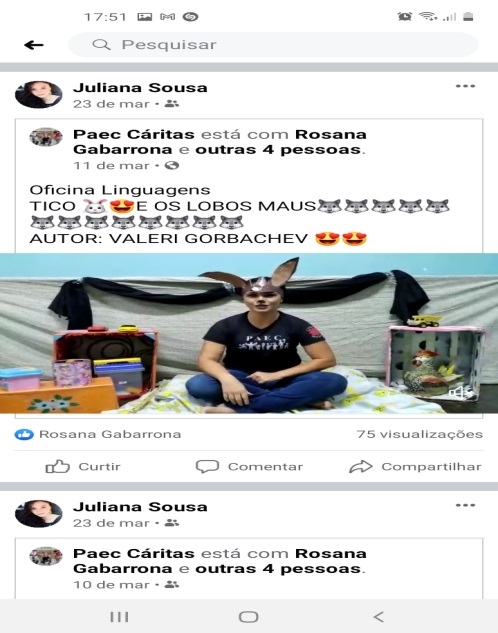 17:51
Pesquisar
Juliana Sousa
23 de mar
Paec Cáritas está com Rosana
Gabarrona e outras 4 pessoas.
11 de mar
Oficina Linguagens
TICO 🐰😍E OS LOBOS MAUS🐺🐺🐺🐺🐺
🐺🐺🐺🐺🐺🐺🐺🐺
AUTOR: VALERI GORBACHEV 😍😍
PAEC
Rosana Gabarrona
75 visualizações
Curtir
Comentar
Compartilhar
Juliana Sousa
23 de mar
Paec Cáritas está com Rosana
Gabarrona e outras 4 pessoas.
10 de mar